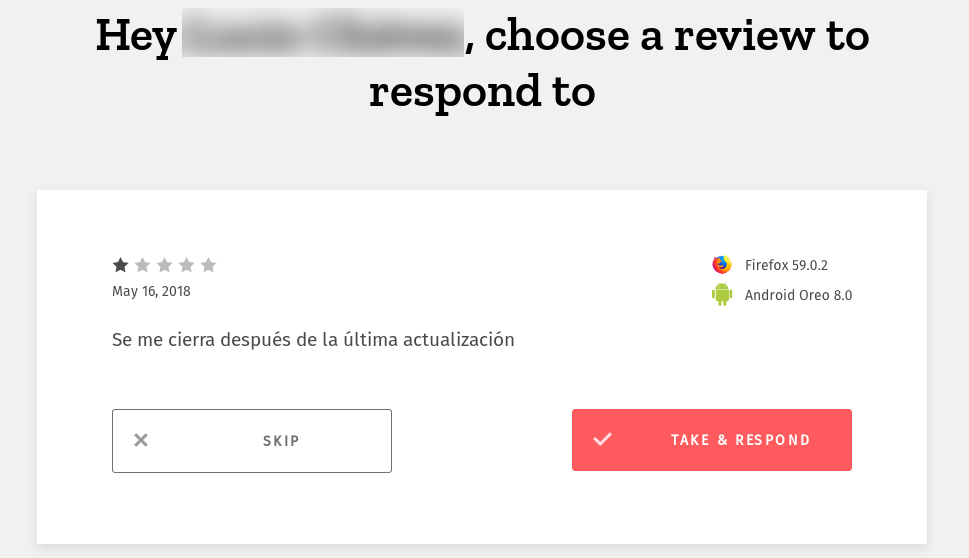 Hey , choose a review to
respond to
Firefox 59.0.2
May 16, 2018
Android Oreo 8.0
Se me cierra después de la última actualización
SKIP
TAKE & RESPOND